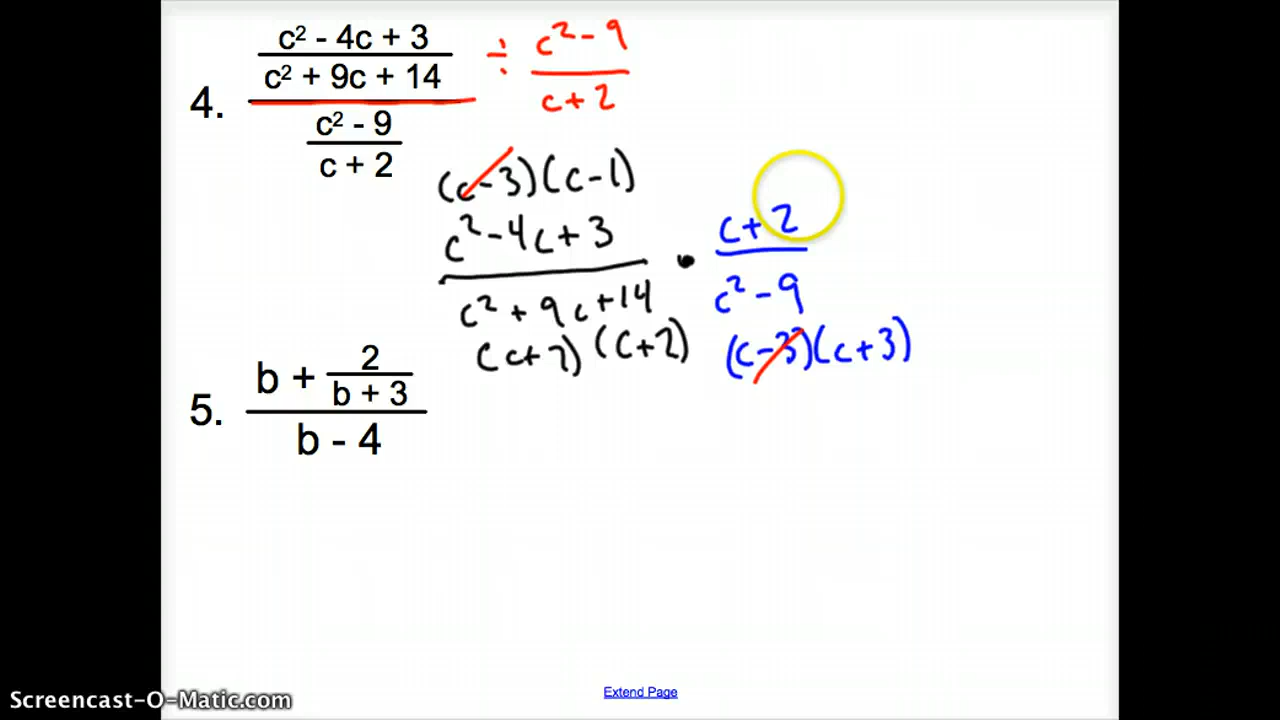 4.
c² - 4c + 3
c² + 9c + 14
c² - 9
c + 2
÷
c² - 9
c + 2
(c - 3)(c - 1)
c² - 4c + 3
c² + 9c + 14
(c + 7)(c + 2)
•
c + 2
c² - 9
(c - 3)(c + 3)
5.
b + 2
b + 3
b - 4
Extend Page
Screencast-O-Matic.com